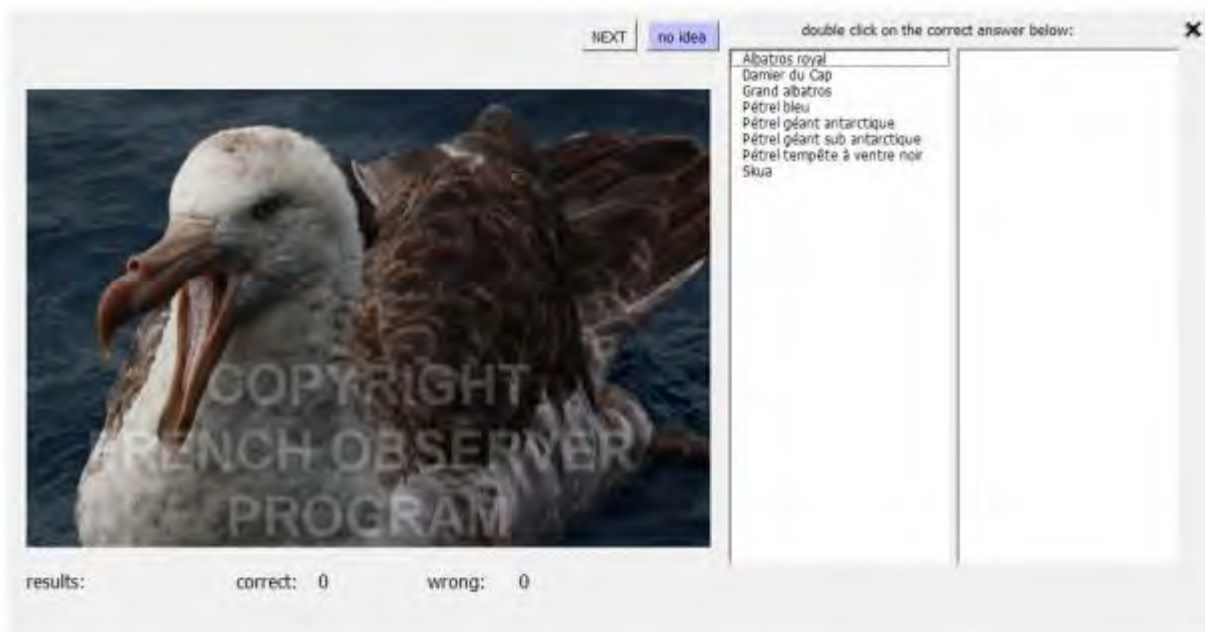 NEXT
no idea
double click on the correct answer below:
Albatros royal
Damier du Cap
Grand albatros
Pétrel bleu
Pétrel géant antarctique
Pétrel géant sub antarctique
Pétrel tempête à ventre noir
Skua
COPYRIGHT
FRENCH OBSERVER
PROGRAM
results:
correct: 0
wrong: 0